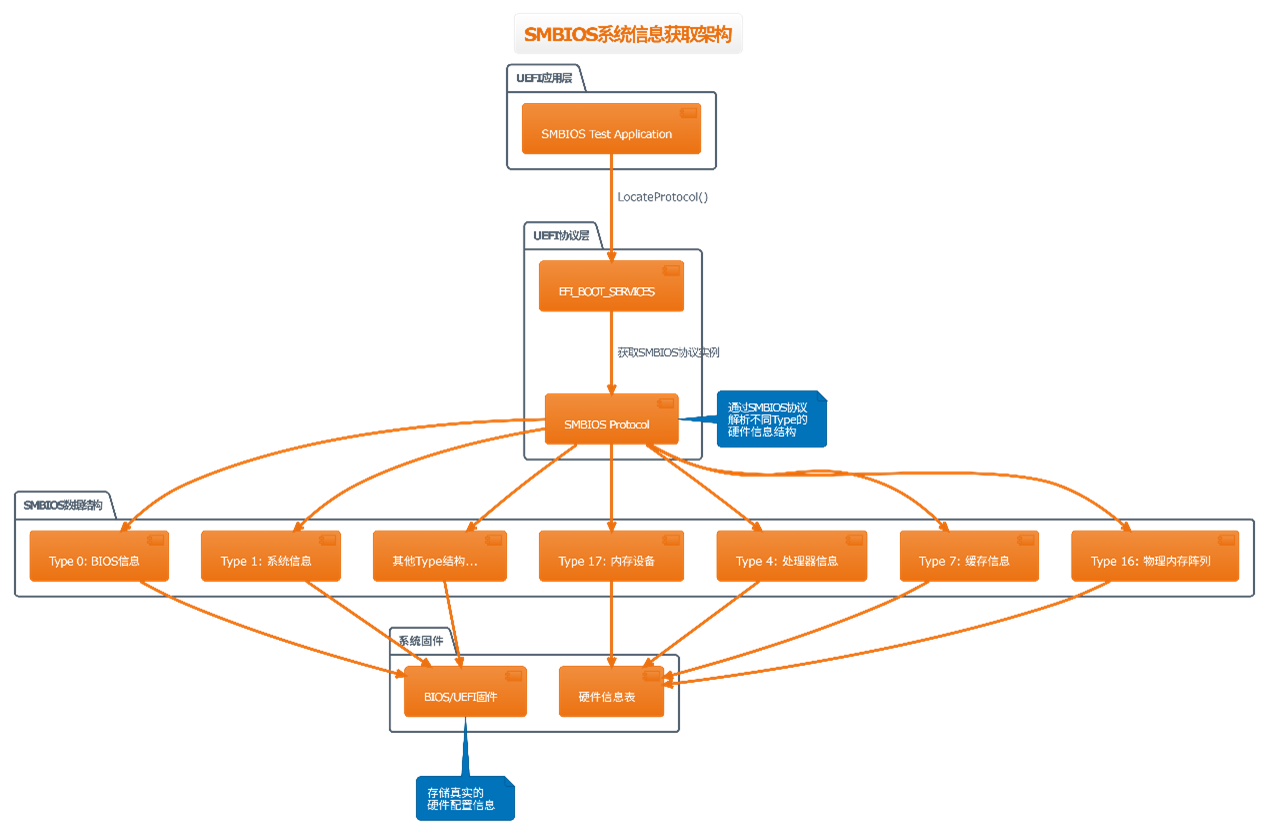 SMBIOS系统信息获取架构
UEFI应用层
SMBIOS Test Application
LocateProtocol()
UEFI协议层
EFI_BOOT_SERVICES
获取SMBIOS协议实例
SMBIOS Protocol
通过SMBIOS协议
解析不同Type的
硬件信息结构
SMBIOS数据结构
Type 0: BIOS信息
Type 1: 系统信息
其他Type结构...
Type 17: 内存设备
Type 4: 处理器信息
Type 7: 缓存信息
Type 16: 物理内存阵列
系统固件
BIOS/UEFI固件
硬件信息表
存储真实的
硬件配置信息